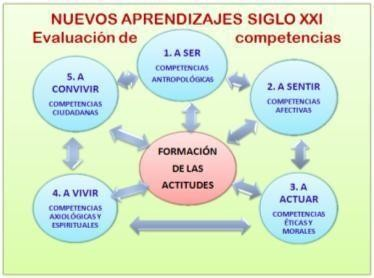 NUEVOS APRENDIZAJES SIGLO XXI
Evaluación de competencias
1. A SER
COMPETENCIAS
ANTROPOLÓGICAS
2. A SENTIR
COMPETENCIAS
AFECTIVAS
3. A
ACTUAR
COMPETENCIAS
ÉTICAS Y
MORALES
4. A VIVIR
COMPETENCIAS
AXIOLÓGICAS Y
ESPIRITUALES
5. A
CONVIVIR
COMPETENCIAS
CIUDADANAS
FORMACIÓN
DE LAS
ACTITUDES